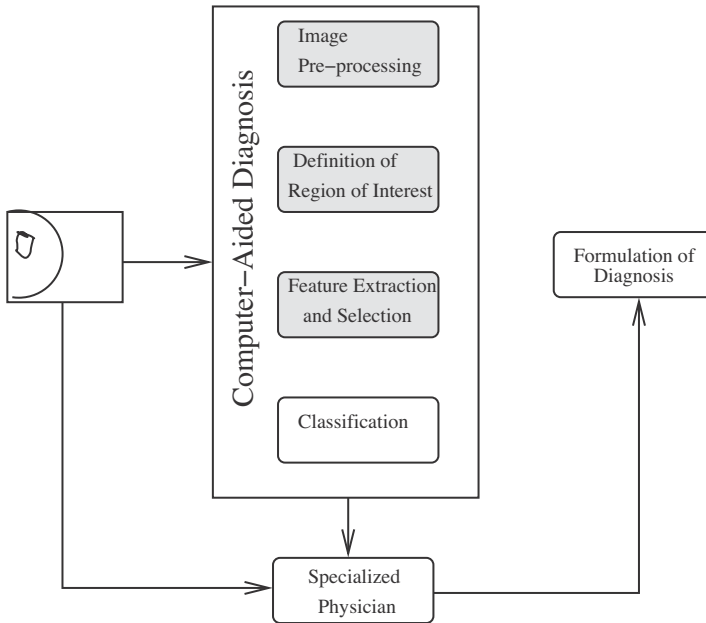 Computer−Aided Diagnosis
Image
Pre−processing
Definition of
Region of Interest
Feature Extraction
and Selection
Classification
Specialized
Physician
Formulation of
Diagnosis